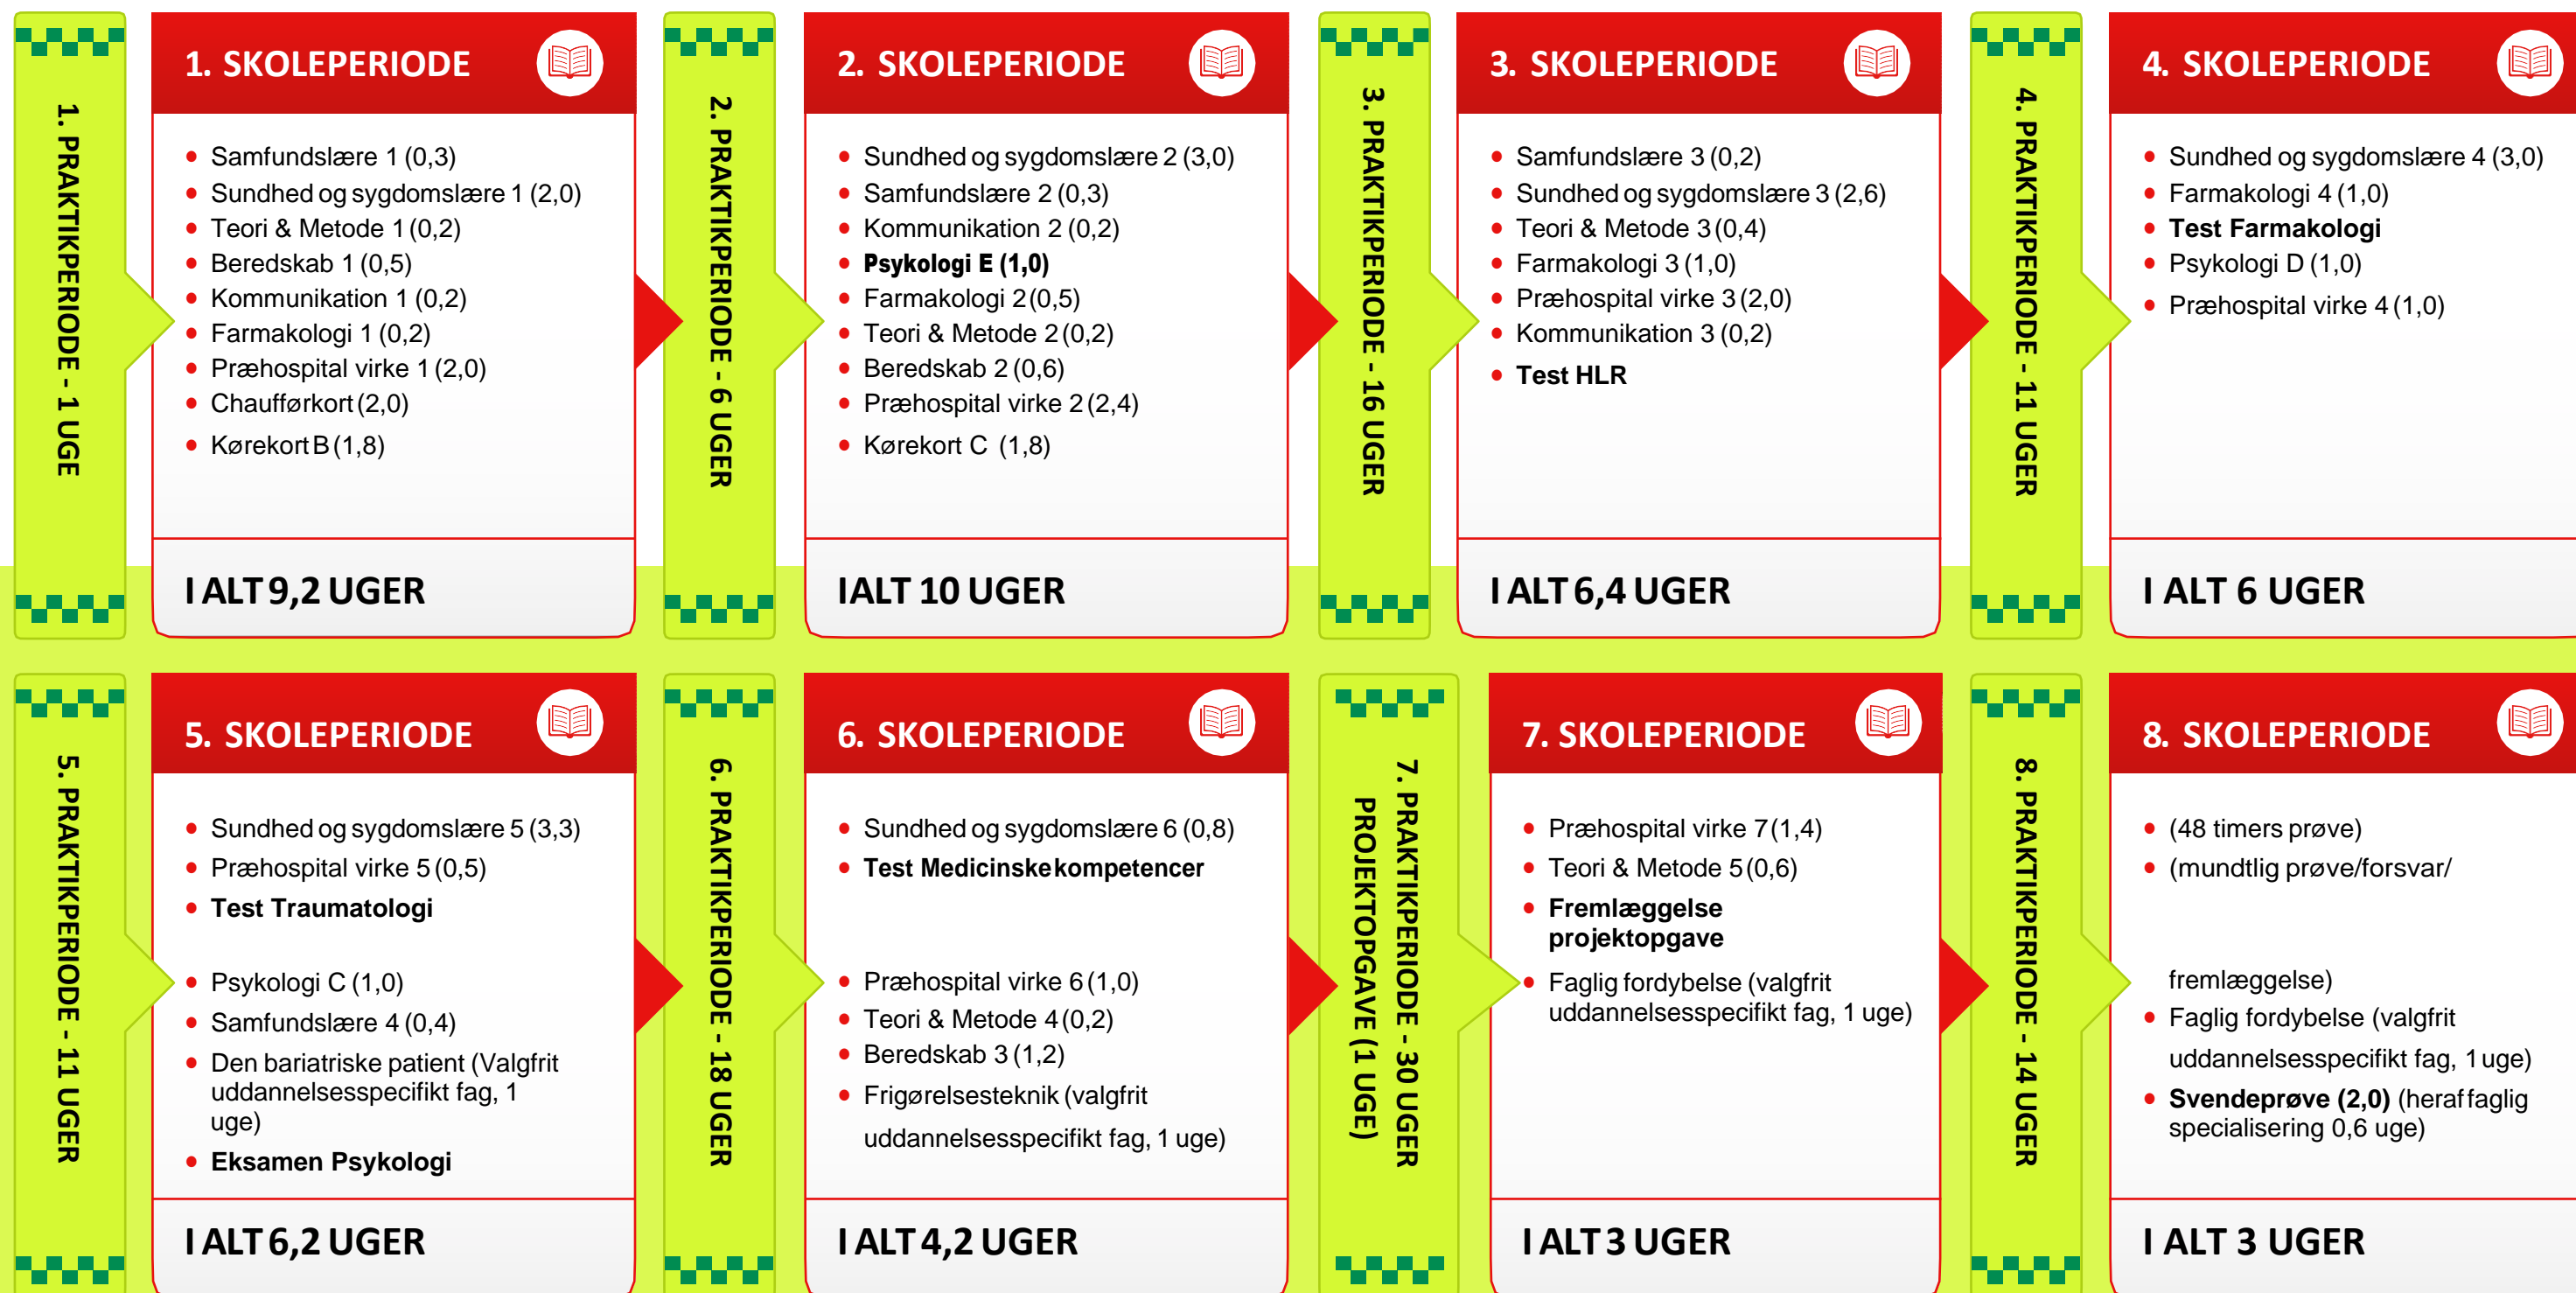 1. PRAKTIKPERIODE - 1 UGE
1. SKOLEPERIODE
• Samfundslære 1 (0,3)
• Sundhed og sygdomslære 1 (2,0)
• Teori & Metode 1 (0,2)
• Beredskab 1 (0,5)
• Kommunikation 1 (0,2)
• Farmakologi 1 (0,2)
• Præhospital virke 1 (2,0)
• Chaufførkort (2,0)
• Kørekort B (1,8)
I ALT 9,2 UGER
2. PRAKTIKPERIODE - 6 UGER
2. SKOLEPERIODE
• Sundhed og sygdomslære 2 (3,0)
• Samfundslære 2 (0,3)
• Kommunikation 2 (0,2)
• Psykologi E (1,0)
• Farmakologi 2 (0,5)
• Teori & Metode 2 (0,2)
• Beredskab 2 (0,6)
• Præhospital virke 2 (2,4)
• Kørekort C (1,8)
IALT 10 UGER
3. PRAKTIKPERIODE - 16 UGER
3. SKOLEPERIODE
• Samfundslære 3 (0,2)
• Sundhed og sygdomslære 3 (2,6)
• Teori & Metode 3 (0,4)
• Farmakologi 3 (1,0)
• Præhospital virke 3 (2,0)
• Kommunikation 3 (0,2)
• Test HLR
I ALT 6,4 UGER
4. PRAKTIKPERIODE - 11 UGER
4. SKOLEPERIODE
• Sundhed og sygdomslære 4 (3,0)
• Farmakologi 4 (1,0)
• Test Farmakologi
• Psykologi D (1,0)
• Præhospital virke 4 (1,0)
I ALT 6 UGER
5. PRAKTIKPERIODE - 11 UGER
5. SKOLEPERIODE
• Sundhed og sygdomslære 5 (3,3)
• Præhospital virke 5 (0,5)
• Test Traumatologi
• Psykologi C (1,0)
• Samfundslære 4 (0,4)
• Den bariatriske patient (Valgfrit
uddannelsesspecifikt fag, 1
uge)
• Eksamen Psykologi
I ALT 6,2 UGER
6. PRAKTIKPERIODE - 18 UGER
6. SKOLEPERIODE
• Sundhed og sygdomslære 6 (0,8)
• Test Medicinske kompetencer
• Præhospital virke 6 (1,0)
• Teori & Metode 4 (0,2)
• Beredskab 3 (1,2)
• Frigørelsesteknik (valgfrit
uddannelsesspecifikt fag, 1 uge)
I ALT 4,2 UGER
7. PRAKTIKPERIODE - 30 UGER
PROJEKTOPGAVE (1 UGE)
7. SKOLEPERIODE
• Præhospital virke 7 (1,4)
• Teori & Metode 5 (0,6)
• Fremlæggelse
projektopgave
• Faglig fordybelse (valgfrit
uddannelsesspecifikt fag, 1 uge)
I ALT 3 UGER
8. PRAKTIKPERIODE - 14 UGER
8. SKOLEPERIODE
• (48 timers prøve)
• (mundtlig prøve/forsvar/
fremlæggelse)
• Faglig fordybelse (valgfrit
uddannelsesspecifikt fag, 1 uge)
• Svendeprøve (2,0) (heraf faglig
specialisering 0,6 uge)
I ALT 3 UGER